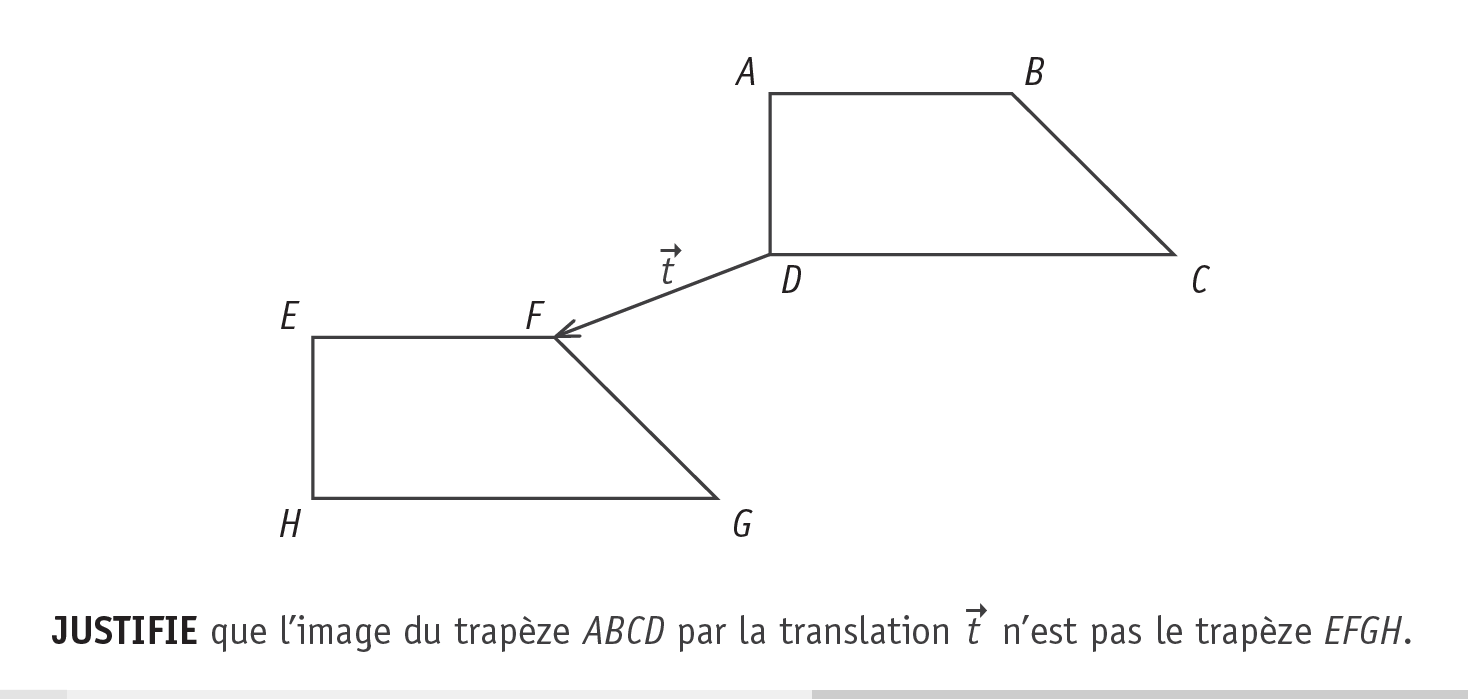 A B
t⃗
D C
E F
H G
JUSTIFIE que l’image du trapèze ABCD par la translation t⃗ n’est pas le trapèze EFGH.